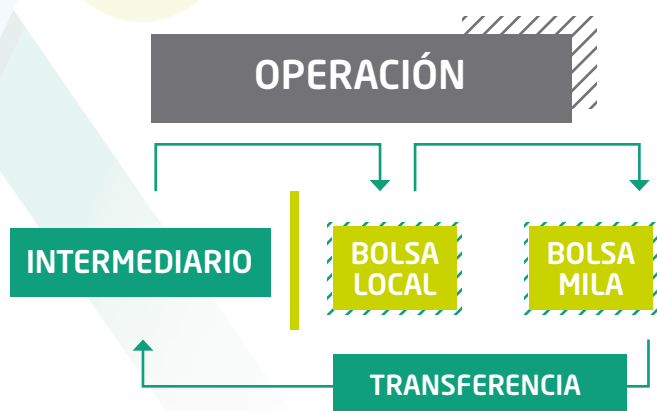 OPERACIÓN
INTERMEDIARIO
BOLSA
LOCAL
BOLSA
MILA
TRANSFERENCIA